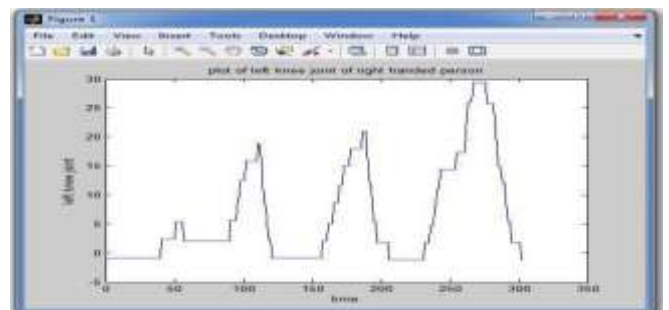 Figure 1
File Edit View Insert Tools Desktop Window Help
plot of left knee joint of right handed person
left knee joint
30
25
20
15
10
5
0
-5
0 50 100 150 200 250 300 350
time